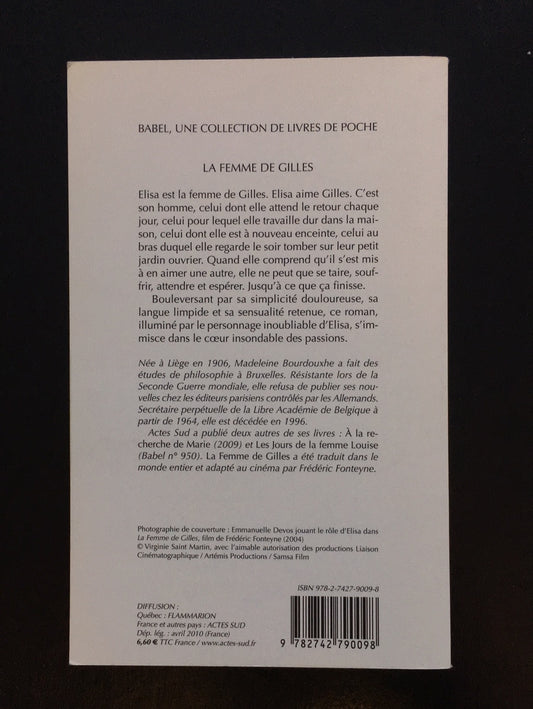 BABEL, UNE COLLECTION DE LIVRES DE POCHE
LA FEMME DE GILLES
Elisa est la femme de Gilles. Elisa aime Gilles. C'est
son homme, celui dont elle attend le retour chaque
jour, celui pour lequel elle travaille dur dans la mai-
son, celui dont elle est à nouveau enceinte, celui au
bras duquel elle regarde le soir tomber sur leur petit
jardin ouvrier. Quand elle comprend qu'il s'est mis
à en aimer une autre, elle ne peut que se taire, souf-
frir, attendre et espérer. Jusqu'à ce que ça finisse.
Bouleversant par sa simplicité douloureuse, sa
langue limpide et sa sensualité retenue, ce roman,
illuminé par le personnage inoubliable d'Elisa, s'im-
misce dans le cœur insondable des passions.
Née à Liège en 1906, Madeleine Bourdouxhe a fait des
études de philosophie à Bruxelles. Résistante lors de la
Seconde Guerre mondiale, elle refusa de publier ses nou-
velles chez les éditeurs parisiens contrôlés par les Allemands.
Secrétaire perpétuelle de la Libre Académie de Belgique à
partir de 1964, elle est décédée en 1996.
Actes Sud a publié deux autres de ses livres : À la re-
cherche de Marie (2009) et Les Jours de la femme Louise
(Babel n° 950). La Femme de Gilles a été traduit dans le
monde entier et adapté au cinéma par Frédéric Fonteyne.
Photographie de couverture : Emmanuelle Devos jouant le rôle d'Elisa dans
La Femme de Gilles, film de Frédéric Fonteyne (2004)
© Virginie Saint Martin, avec l'aimable autorisation des productions Liaison
Cinématographique / Artémis Productions / Samsa Film
ISBN 978-2-7427-9009-8
DIFFUSION :
Québec : FLAMMARION
France et autres pays : ACTES SUD
Dép. lég. : avril 2010 (France)
6,60 € TTC France / www.actes-sud.fr
9 782742 790098